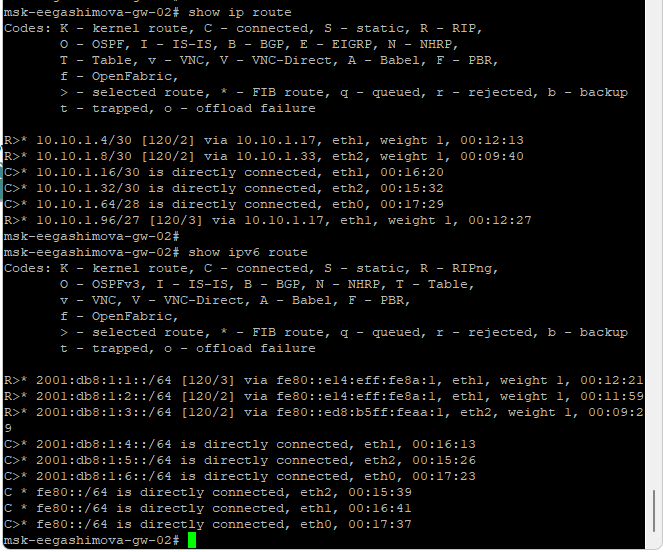 msk-eegashimova-gw-02# show ip route
Codes: K - kernel route, C - connected, S - static, R - RIP,
       O - OSPF, I - IS-IS, B - BGP, E - EIGRP, N - NHRP,
       T - Table, v - VNC, V - VNC-Direct, A - Babel, F - PBR,
       f - OpenFabric,
       > - selected route, * - FIB route, q - queued, r - rejected, b - backup
       t - trapped, o - offload failure

R>* 10.10.1.4/30 [120/2] via 10.10.1.17, eth1, weight 1, 00:12:13
R>* 10.10.1.8/30 [120/2] via 10.10.1.33, eth2, weight 1, 00:09:40
C>* 10.10.1.16/30 is directly connected, eth1, 00:16:20
C>* 10.10.1.32/30 is directly connected, eth2, 00:15:32
C>* 10.10.1.64/28 is directly connected, eth0, 00:17:29
R>* 10.10.1.96/27 [120/3] via 10.10.1.17, eth1, weight 1, 00:12:27
msk-eegashimova-gw-02#
msk-eegashimova-gw-02# show ipv6 route
Codes: K - kernel route, C - connected, S - static, R - RIPng,
       O - OSPFv3, I - IS-IS, B - BGP, N - NHRP, T - Table,
       v - VNC, V - VNC-Direct, A - Babel, F - PBR,
       f - OpenFabric,
       > - selected route, * - FIB route, q - queued, r - rejected, b - backup
       t - trapped, o - offload failure

R>* 2001:db8:1:1::/64 [120/3] via fe80::e14:eff:fe8a:1, eth1, weight 1, 00:12:21
R>* 2001:db8:1:2::/64 [120/2] via fe80::e14:eff:fe8a:1, eth1, weight 1, 00:11:59
R>* 2001:db8:1:3::/64 [120/2] via fe80::ed8:b5ff:feaa:1, eth2, weight 1, 00:09:2
9
C>* 2001:db8:1:4::/64 is directly connected, eth1, 00:16:13
C>* 2001:db8:1:5::/64 is directly connected, eth2, 00:15:26
C>* 2001:db8:1:6::/64 is directly connected, eth0, 00:17:23
C * fe80::/64 is directly connected, eth2, 00:15:39
C * fe80::/64 is directly connected, eth1, 00:16:41
C>* fe80::/64 is directly connected, eth0, 00:17:37
msk-eegashimova-gw-02#